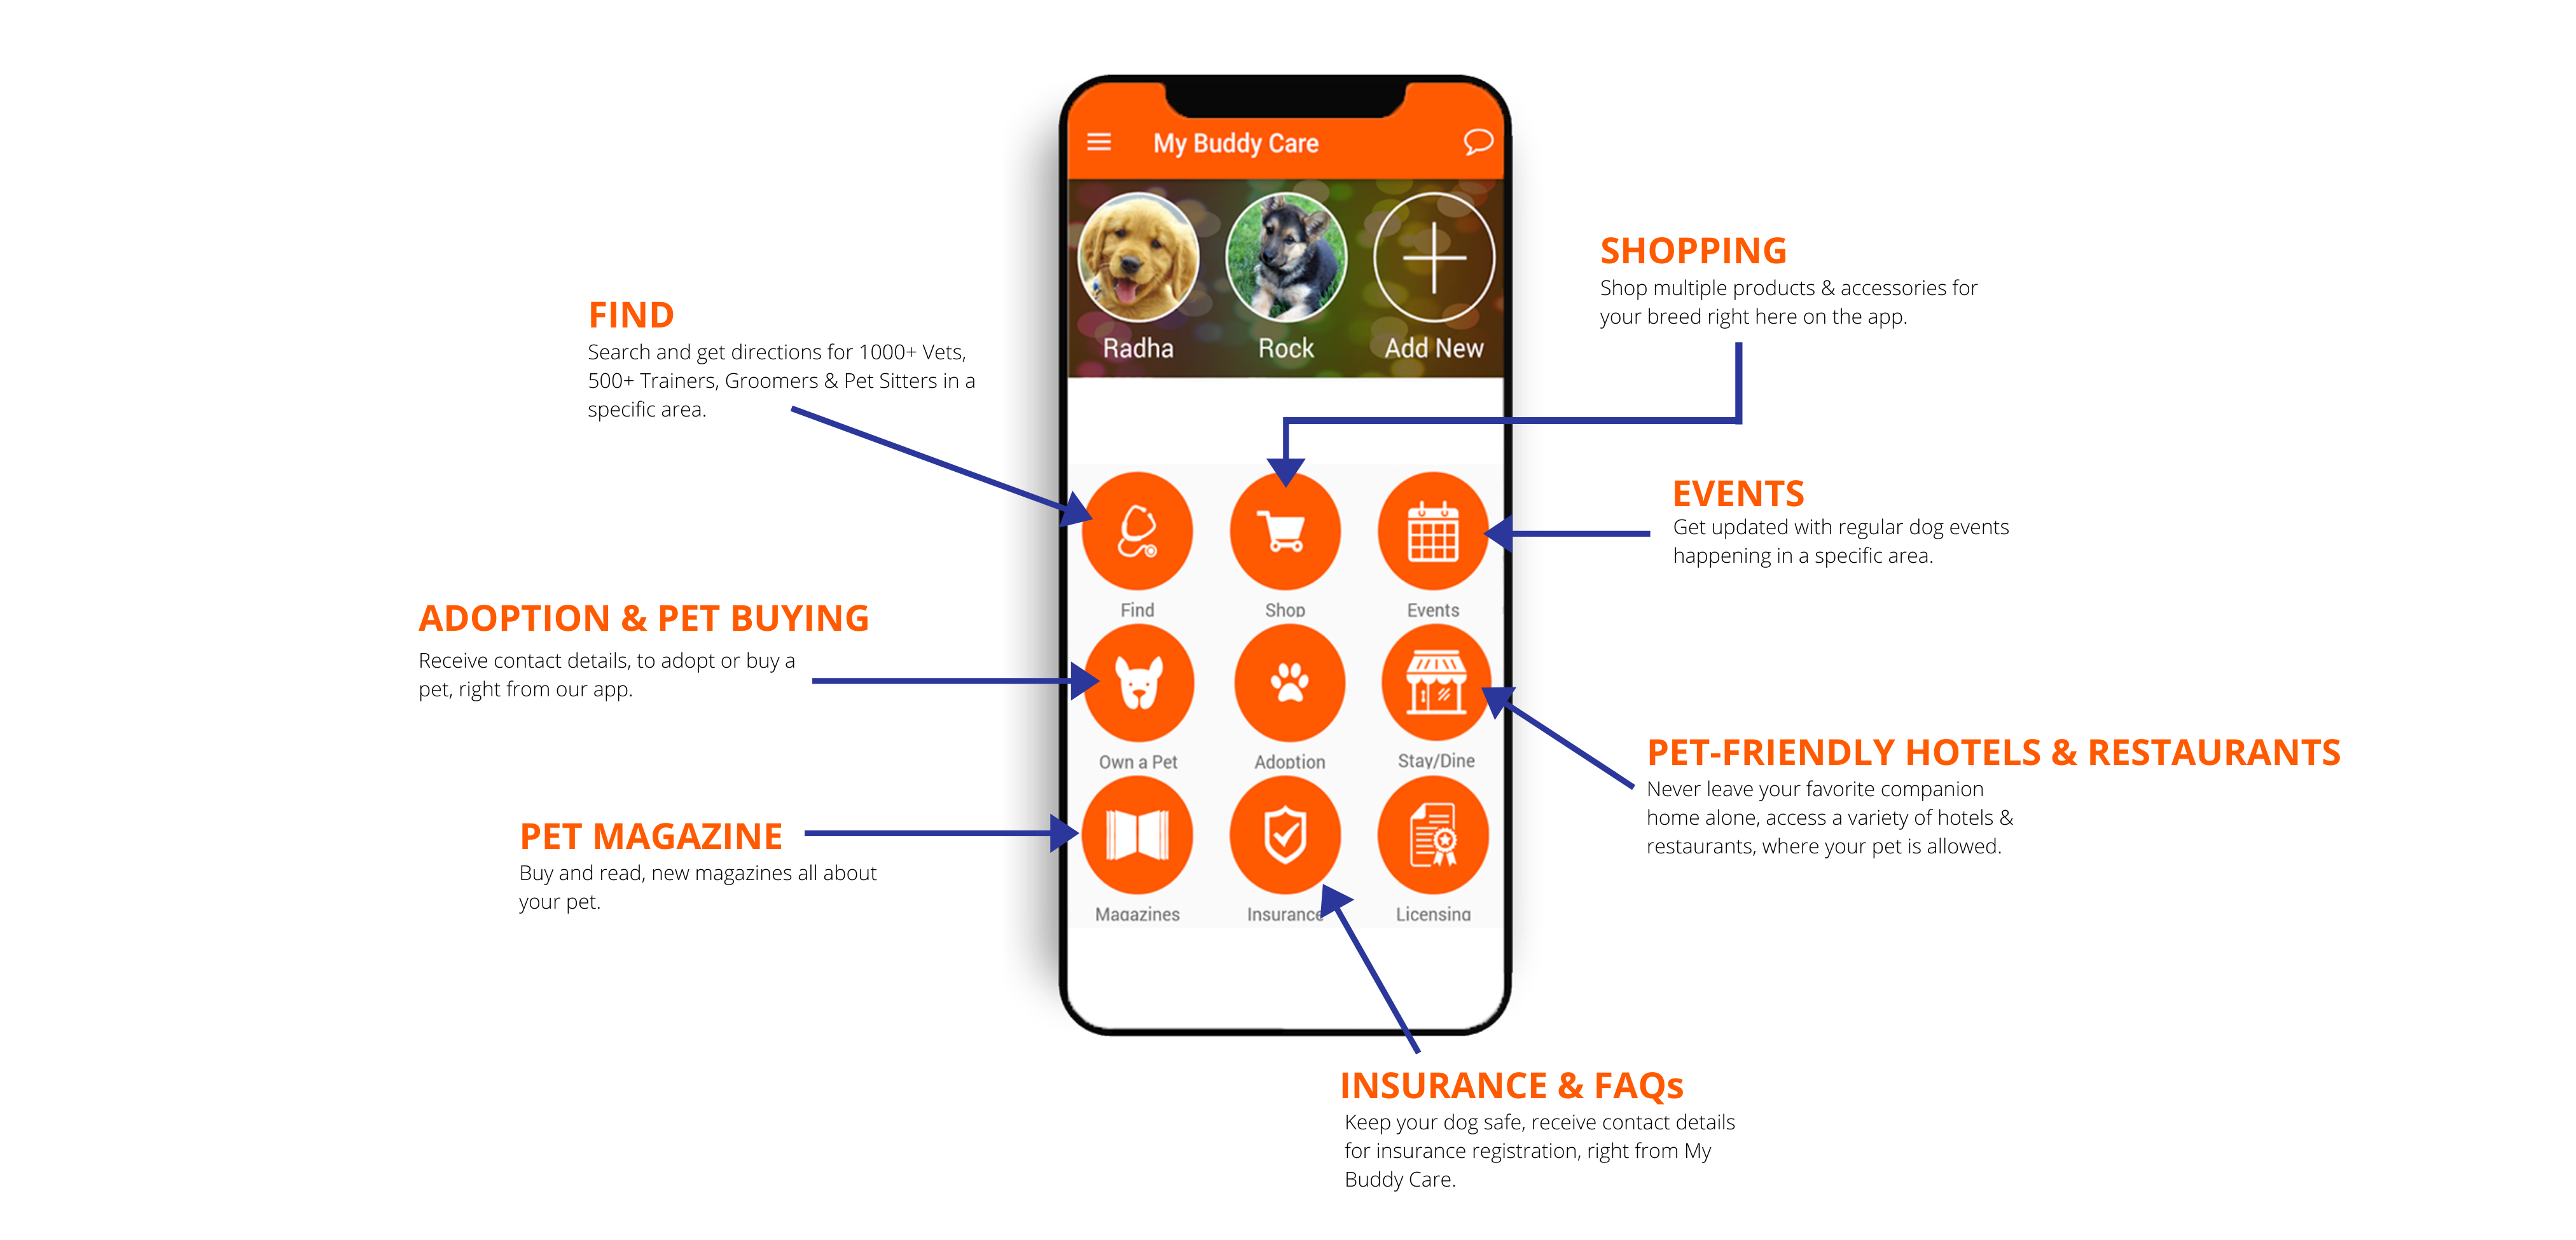 My Buddy Care
Radha
Rock
Add New
SHOPPING
Shop multiple products & accessories for
your breed right here on the app.
FIND
Search and get directions for 1000+ Vets,
500+ Trainers, Groomers & Pet Sitters in a
specific area.
EVENTS
Get updated with regular dog events
happening in a specific area.
Find
Shop
Events
ADOPTION & PET BUYING
Receive contact details, to adopt or buy a
pet, right from our app.
Own a Pet
Adoption
Stay/Dine
PET-FRIENDLY HOTELS & RESTAURANTS
Never leave your favorite companion
home alone, access a variety of hotels &
restaurants, where your pet is allowed.
PET MAGAZINE
Buy and read, new magazines all about
your pet.
Magazines
Insurance
Licensing
INSURANCE & FAQs
Keep your dog safe, receive contact details
for insurance registration, right from My
Buddy Care.